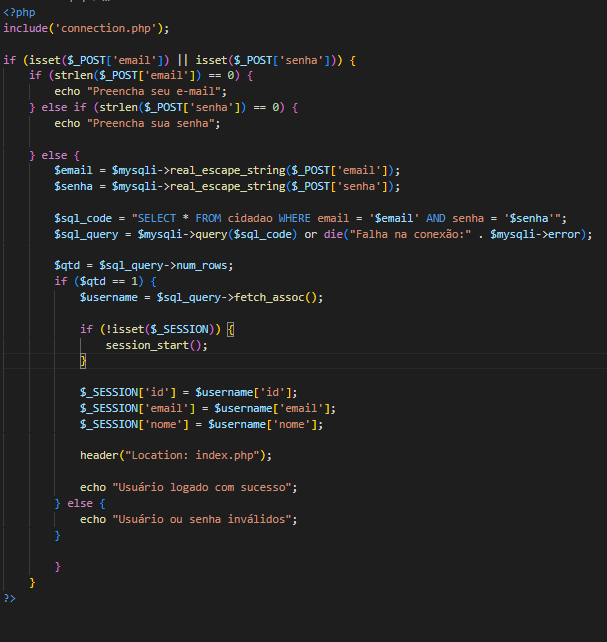 <?php
include('connection.php');
if (isset($_POST['email']) || isset($_POST['senha'])) {
if (strlen($_POST['email']) == 0) {
echo "Preencha seu e-mail";
} else if (strlen($_POST['senha']) == 0) {
echo "Preencha sua senha";
} else {
$email = $mysqli->real_escape_string($_POST['email']);
$senha = $mysqli->real_escape_string($_POST['senha']);
$sql_code = "SELECT * FROM cidadao WHERE email = '$email' AND senha = '$senha'";
$sql_query = $mysqli->query($sql_code) or die("Falha na conexão:" . $mysqli->error);
$qtd = $sql_query->num_rows;
if ($qtd == 1) {
$username = $sql_query->fetch_assoc();
if (!isset($_SESSION)) {
session_start();
}
$_SESSION['id'] = $username['id'];
$_SESSION['email'] = $username['email'];
$_SESSION['nome'] = $username['nome'];
header("Location: index.php");
echo "Usuário logado com sucesso";
} else {
echo "Usuário ou senha inválidos";
}
}
}
?>